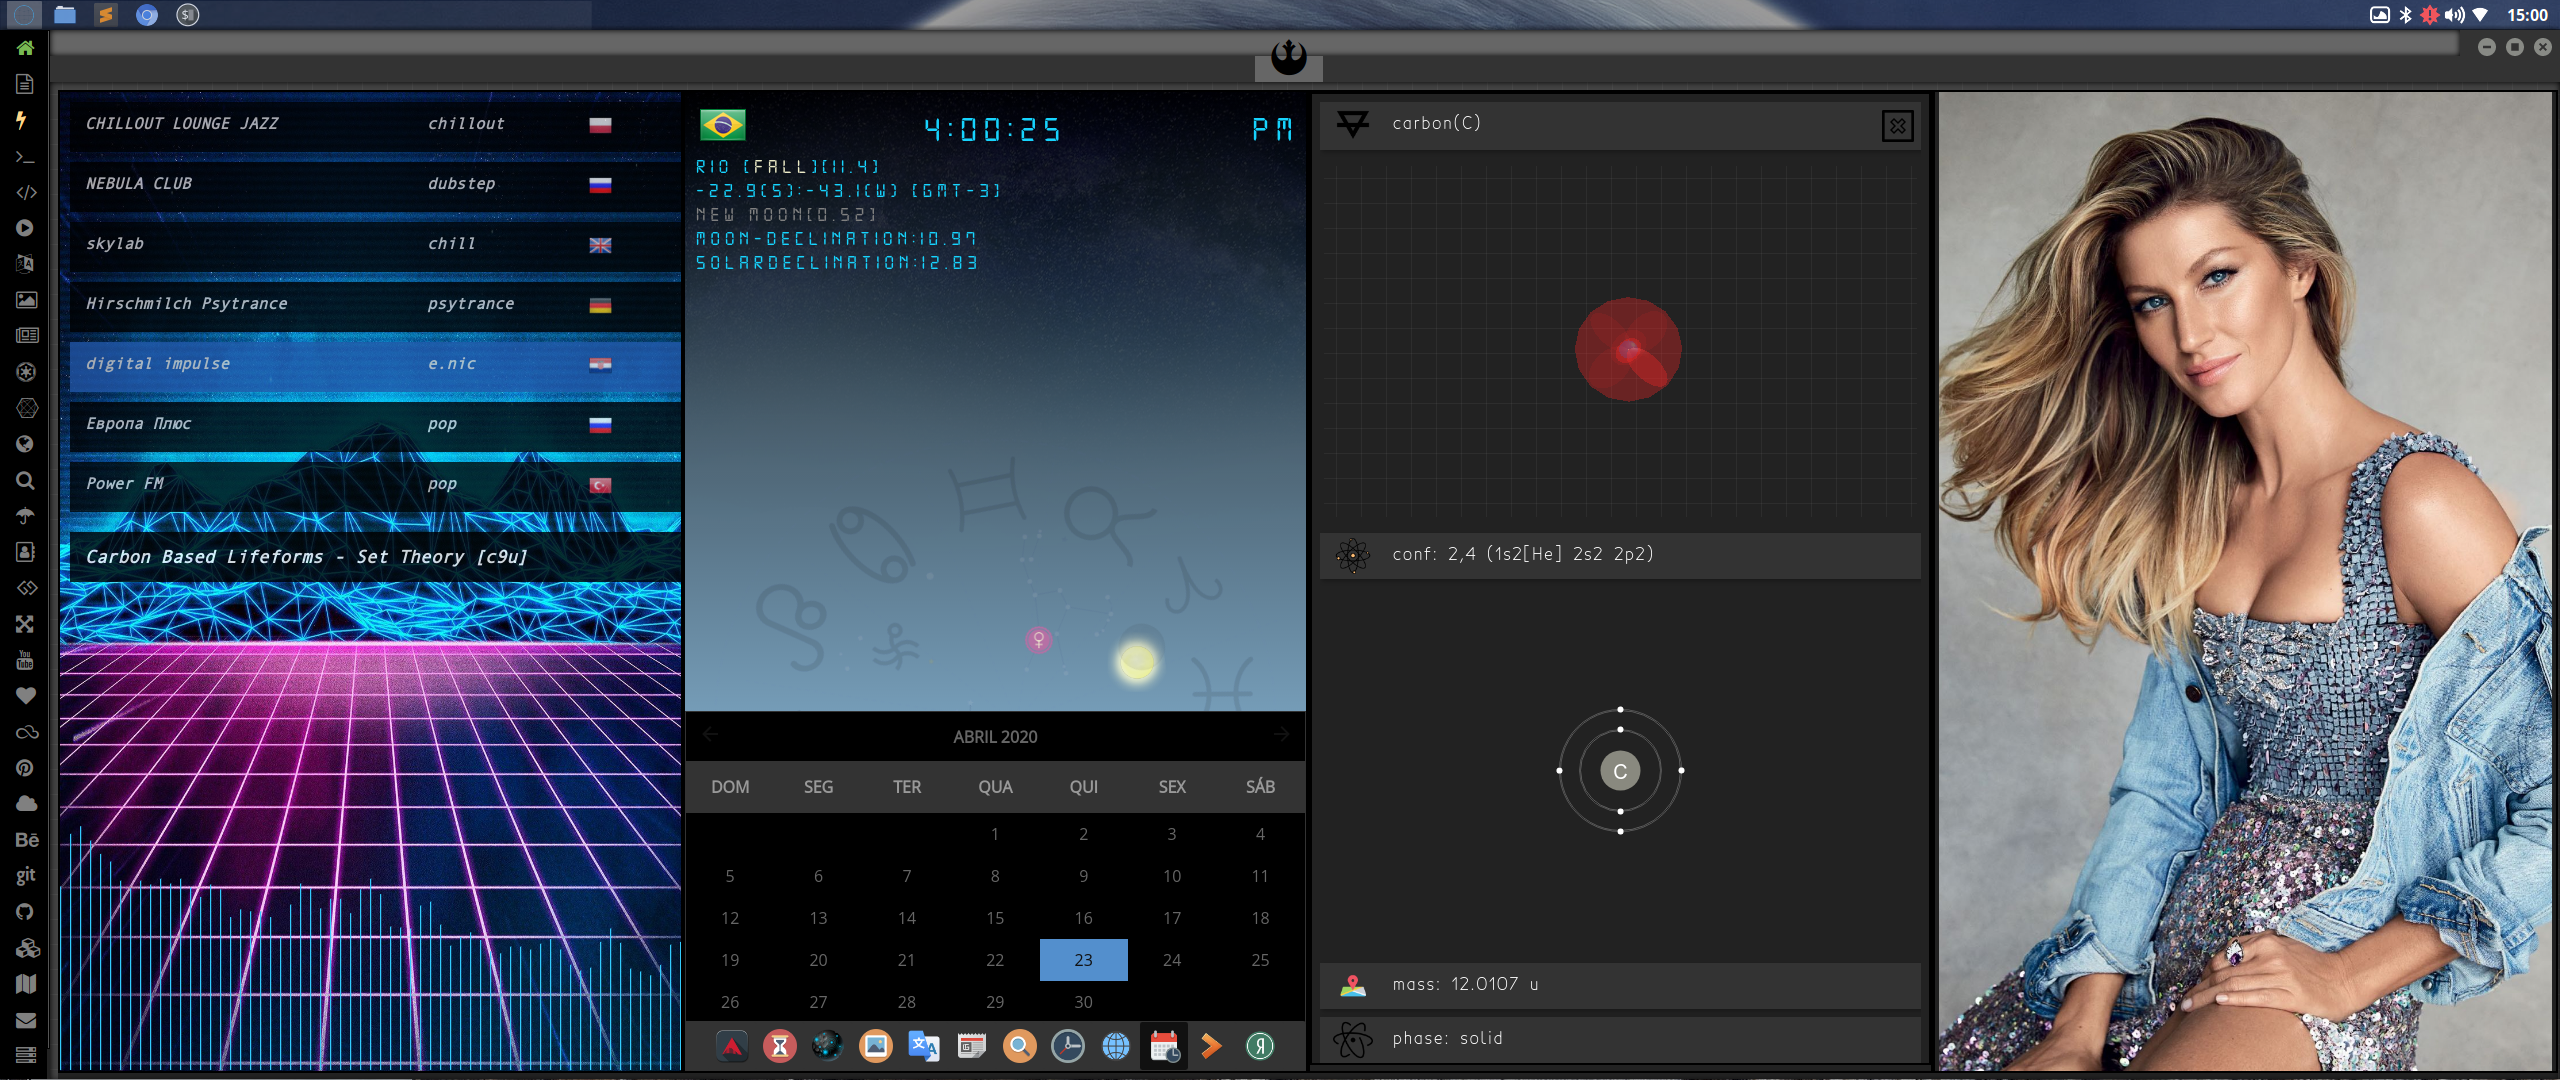 15:00
CHILLOUT LOUNGE JAZZ chillout
NEBULA CLUB dubstep
skylab chill
Hirschmilch Psytrance psytrance
digital impulse e.nic
Европа Плюс pop
Power FM pop
Carbon Based Lifeforms - Set Theory [c9u]
4:00:25 PM
RIO [FALL][11.4]
-22.9(S):-43.1(W) [GMT-3]
NEW MOON[0.52]
MOON-DECLINATION:10.97
SOLARDECLINATION:12.83
ABRIL 2020
DOM SEG TER QUA QUI SEX SÁB
1 2 3 4
5 6 7 8 9 10 11
12 13 14 15 16 17 18
19 20 21 22 23 24 25
26 27 28 29 30
carbon(C)
conf: 2,4 (1s2[He] 2s2 2p2)
C
mass: 12.0107 u
phase: solid
You
Tube
Bē
git